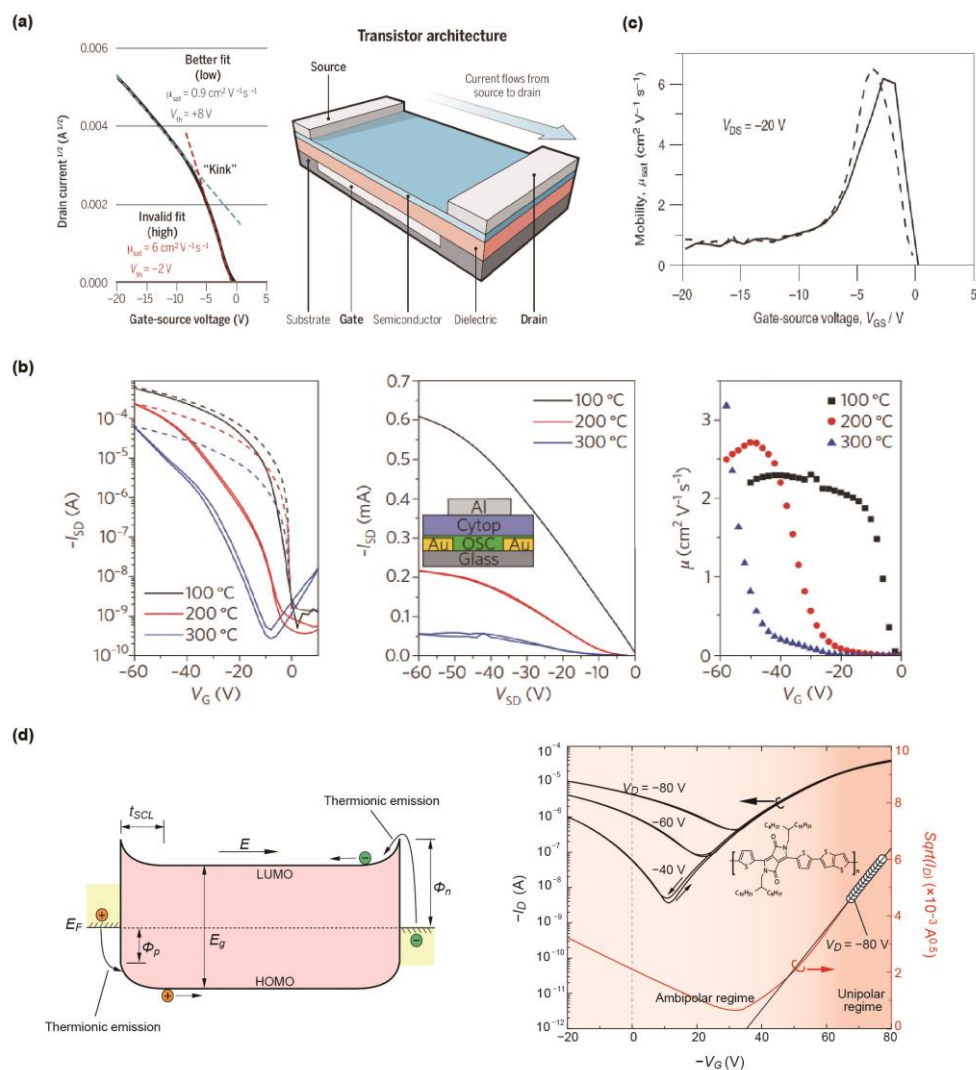 (a)
0.006
0.004
0.002
0.000
Drain current¹ᐟ² (A¹ᐟ²)
Better fit
(low)
μsat = 0.9 cm² V⁻¹s⁻¹
Vth = +8V
"Kink"
Invalid fit
(high)
μsat = 6 cm² V⁻¹s⁻¹
Vth = −2 V
−20 −15 −10 −5 0
Gate-source voltage (V)
Transistor architecture
Source
Current flows from
source to drain
Substrate Gate Semiconductor Dielectric Drain
(c)
Mobility, μsat (cm² V⁻¹ s⁻¹)
6
4
2
0
VDS = −20 V
−20 −15 −10 −5 0 5
Gate-source voltage, VGS / V
(b)
−ISD (A)
10⁻⁴
10⁻⁵
10⁻⁶
10⁻⁷
10⁻⁸
10⁻⁹
10⁻¹⁰
100 °C
200 °C
300 °C
−60 −40 −20 0
VG (V)
−ISD (mA)
0.7
0.6
0.5
0.4
0.3
0.2
0.1
0.0
100 °C
200 °C
300 °C
Al
Cytop
Au OSC Au
Glass
−60 −50 −40 −30 −20 −10 0
VSD (V)
μ (cm² V⁻¹ s⁻¹)
3
2
1
0
100 °C
200 °C
300 °C
−60 −40 −20 0
VG (V)
(d)
tSCL
E
Thermionic emission
LUMO
Φn
EF
Φp
Eg
HOMO
Thermionic emission
−ID (A)
10⁻⁴
10⁻⁵
10⁻⁶
10⁻⁷
10⁻⁸
10⁻⁹
10⁻¹⁰
10⁻¹¹
10⁻¹²
VD = −80 V
−60 V
−40 V
VD = −80 V
Ambipolar regime
Unipolar
regime
10
8
6
4
2
0
Sqrt(ID) (×10⁻³ A⁰·⁵)
−20 0 20 40 60 80
−VG (V)